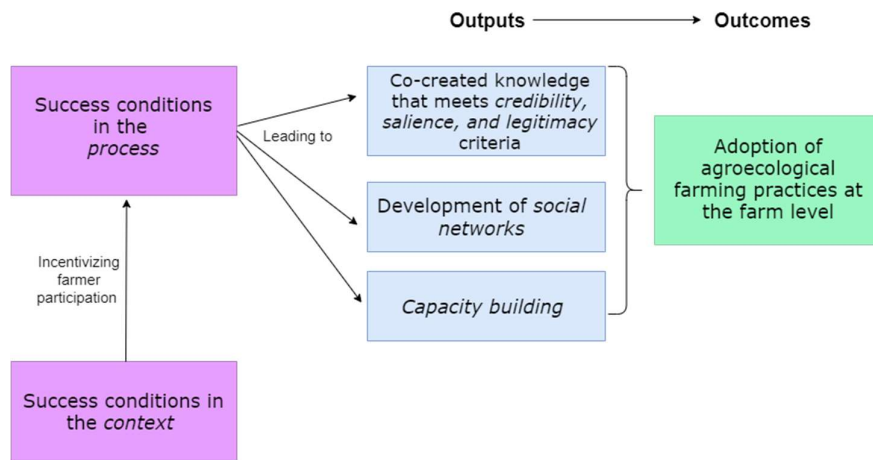 Outputs
Outcomes
Success conditions
in the
process
Leading to
Co-created knowledge
that meets credibility,
salience, and legitimacy
criteria
Development of social
networks
Capacity building
Adoption of
agroecological
farming practices at
the farm level
Incentivizing
farmer
participation
Success conditions in
the context